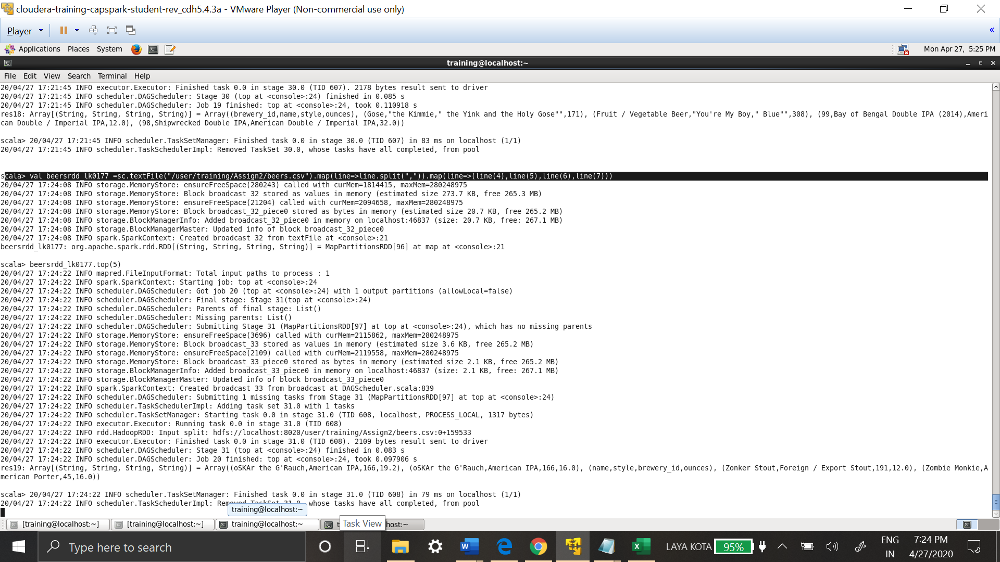 cloudera-training-capspark-student-rev_cdh5.4.3a - VMware Player (Non-commercial use only)
Player
Applications Places System
Mon Apr 27, 5:25 PM
training@localhost:~
File Edit View Search Terminal Help
20/04/27 17:21:45 INFO executor.Executor: Finished task 0.0 in stage 30.0 (TID 607). 2178 bytes result sent to driver
20/04/27 17:21:45 INFO scheduler.DAGScheduler: Stage 30 (top at <console>:24) finished in 0.085 s
20/04/27 17:21:45 INFO scheduler.DAGScheduler: Job 19 finished: top at <console>:24, took 0.110918 s
res18: Array[(String, String, String, String)] = Array((brewery_id,name,style,ounces), (Gose,"the Kimmie," the Yink and the Holy Gose"",171), (Fruit / Vegetable Beer,"You're My Boy," Blue"",308), (99,Bay of Bengal Double IPA (2014),Ameri
can Double / Imperial IPA,12.0), (98,Shipwrecked Double IPA,American Double / Imperial IPA,32.0))
scala> 20/04/27 17:21:45 INFO scheduler.TaskSetManager: Finished task 0.0 in stage 30.0 (TID 607) in 83 ms on localhost (1/1)
20/04/27 17:21:45 INFO scheduler.TaskSchedulerImpl: Removed TaskSet 30.0, whose tasks have all completed, from pool
scala> val beersrdd_lk0177 =sc.textFile("/user/training/Assign2/beers.csv").map(line=>line.split(",")).map(line=>(line(4),line(5),line(6),line(7)))
20/04/27 17:24:08 INFO storage.MemoryStore: ensureFreeSpace(280243) called with curMem=1814415, maxMem=280248975
20/04/27 17:24:08 INFO storage.MemoryStore: Block broadcast_32 stored as values in memory (estimated size 273.7 KB, free 265.3 MB)
20/04/27 17:24:08 INFO storage.MemoryStore: ensureFreeSpace(21204) called with curMem=2094658, maxMem=280248975
20/04/27 17:24:08 INFO storage.MemoryStore: Block broadcast_32_piece0 stored as bytes in memory (estimated size 20.7 KB, free 265.2 MB)
20/04/27 17:24:08 INFO storage.BlockManagerInfo: Added broadcast_32_piece0 in memory on localhost:46837 (size: 20.7 KB, free: 267.1 MB)
20/04/27 17:24:08 INFO storage.BlockManagerMaster: Updated info of block broadcast_32_piece0
20/04/27 17:24:08 INFO spark.SparkContext: Created broadcast 32 from textFile at <console>:21
beersrdd_lk0177: org.apache.spark.rdd.RDD[(String, String, String, String)] = MapPartitionsRDD[96] at map at <console>:21
scala> beersrdd_lk0177.top(5)
20/04/27 17:24:22 INFO mapred.FileInputFormat: Total input paths to process : 1
20/04/27 17:24:22 INFO spark.SparkContext: Starting job: top at <console>:24
20/04/27 17:24:22 INFO scheduler.DAGScheduler: Got job 20 (top at <console>:24) with 1 output partitions (allowLocal=false)
20/04/27 17:24:22 INFO scheduler.DAGScheduler: Final stage: Stage 31(top at <console>:24)
20/04/27 17:24:22 INFO scheduler.DAGScheduler: Parents of final stage: List()
20/04/27 17:24:22 INFO scheduler.DAGScheduler: Missing parents: List()
20/04/27 17:24:22 INFO scheduler.DAGScheduler: Submitting Stage 31 (MapPartitionsRDD[97] at top at <console>:24), which has no missing parents
20/04/27 17:24:22 INFO storage.MemoryStore: ensureFreeSpace(3696) called with curMem=2115862, maxMem=280248975
20/04/27 17:24:22 INFO storage.MemoryStore: Block broadcast_33 stored as values in memory (estimated size 3.6 KB, free 265.2 MB)
20/04/27 17:24:22 INFO storage.MemoryStore: ensureFreeSpace(2109) called with curMem=2119558, maxMem=280248975
20/04/27 17:24:22 INFO storage.MemoryStore: Block broadcast_33_piece0 stored as bytes in memory (estimated size 2.1 KB, free 265.2 MB)
20/04/27 17:24:22 INFO storage.BlockManagerInfo: Added broadcast_33_piece0 in memory on localhost:46837 (size: 2.1 KB, free: 267.1 MB)
20/04/27 17:24:22 INFO storage.BlockManagerMaster: Updated info of block broadcast_33_piece0
20/04/27 17:24:22 INFO spark.SparkContext: Created broadcast 33 from broadcast at DAGScheduler.scala:839
20/04/27 17:24:22 INFO scheduler.DAGScheduler: Submitting 1 missing tasks from Stage 31 (MapPartitionsRDD[97] at top at <console>:24)
20/04/27 17:24:22 INFO scheduler.TaskSchedulerImpl: Adding task set 31.0 with 1 tasks
20/04/27 17:24:22 INFO scheduler.TaskSetManager: Starting task 0.0 in stage 31.0 (TID 608, localhost, PROCESS_LOCAL, 1317 bytes)
20/04/27 17:24:22 INFO executor.Executor: Running task 0.0 in stage 31.0 (TID 608)
20/04/27 17:24:22 INFO rdd.HadoopRDD: Input split: hdfs://localhost:8020/user/training/Assign2/beers.csv:0+159533
20/04/27 17:24:22 INFO executor.Executor: Finished task 0.0 in stage 31.0 (TID 608). 2109 bytes result sent to driver
20/04/27 17:24:22 INFO scheduler.DAGScheduler: Stage 31 (top at <console>:24) finished in 0.083 s
20/04/27 17:24:22 INFO scheduler.DAGScheduler: Job 20 finished: top at <console>:24, took 0.097906 s
res19: Array[(String, String, String, String)] = Array((oSKAr the G'Rauch,American IPA,166,19.2), (oSKAr the G'Rauch,American IPA,166,16.0), (name,style,brewery_id,ounces), (Zonker Stout,Foreign / Export Stout,191,12.0), (Zombie Monkie,A
merican Porter,45,16.0))
scala> 20/04/27 17:24:22 INFO scheduler.TaskSetManager: Finished task 0.0 in stage 31.0 (TID 608) in 79 ms on localhost (1/1)
20/04/27 17:24:22 INFO scheduler.TaskSchedulerImpl: Removed TaskSet 31.0, whose tasks have all completed, from pool
training@localhost:~
[training@localhost:~] [training@localhost:~] training@localhost:~ t host:~
Task View
Type here to search
LAYA KOTA 95%
ENG
IN
7:24 PM
4/27/2020